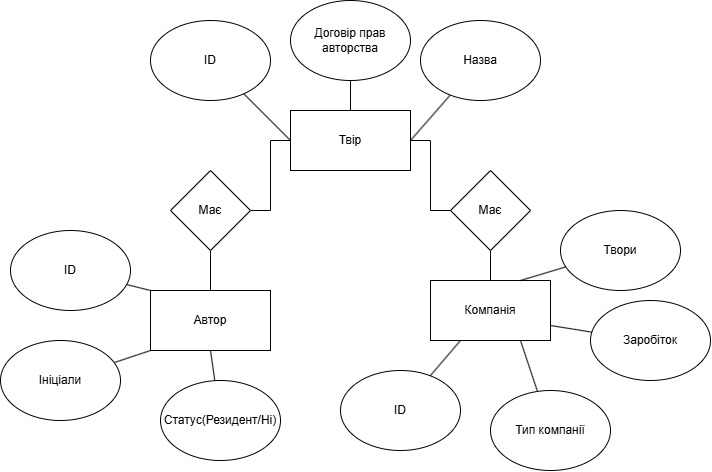 ID
Договір прав
авторства
Назва
Твір
Має
Має
ID
Твори
Автор
Компанія
Ініціали
Заробіток
Статус(Резидент/Ні)
ID
Тип компанії